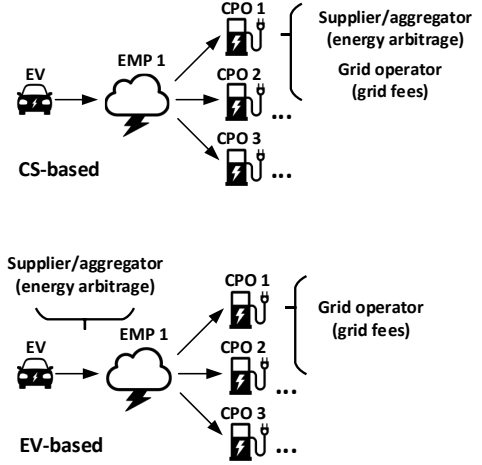 CPO 1
Supplier/aggregator
(energy arbitrage)
EMP 1
EV
CPO 2
Grid operator
(grid fees)
...
CPO 3
CS-based
...
Supplier/aggregator
(energy arbitrage)
CPO 1
EV
EMP 1
Grid operator
(grid fees)
CPO 2
...
CPO 3
EV-based
...